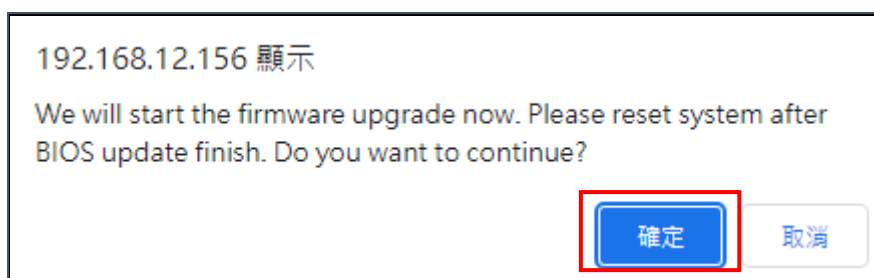 192.168.12.156 顯示
We will start the firmware upgrade now. Please reset system after
BIOS update finish. Do you want to continue?
確定
取消